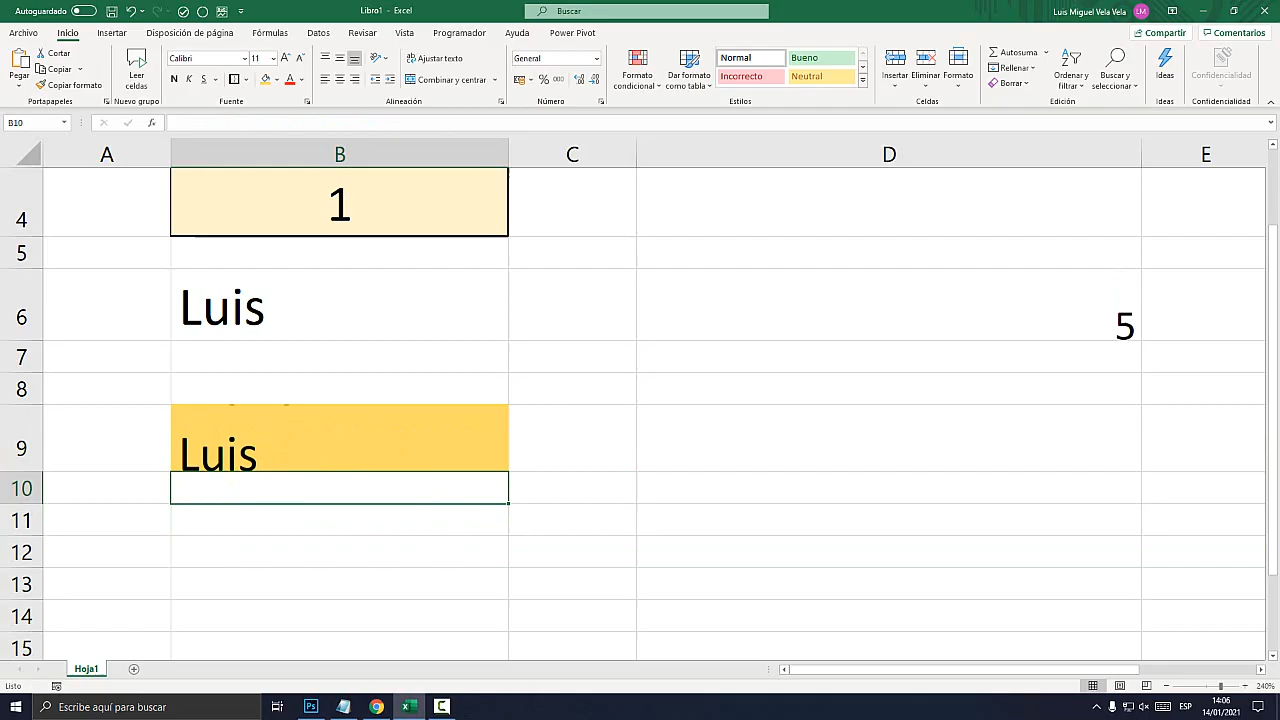 Autoguardado
Libro1 - Excel
Buscar
Luis Miguel Vela Vela
LM
Archivo Inicio Insertar Disposición de página Fórmulas Datos Revisar Vista Programador Ayuda Power Pivot
Compartir Comentarios
Pegar
Cortar
Copiar
Copiar formato
Portapapeles
Leer celdas
Nuevo grupo
Calibri 11
N K S
Fuente
Ajustar texto
Combinar y centrar
Alineación
General
% 000
Número
Formato condicional
Dar formato como tabla
Normal Bueno
Incorrecto Neutral
Estilos
Insertar Eliminar Formato
Celdas
Autosuma
Rellenar
Borrar
Ordenar y filtrar
Buscar y seleccionar
Edición
Ideas
Ideas
Confidencialidad
Confidencialidad
B10 fx
A B C D E
4 1
5
6 Luis 5
7
8
9 Luis
10
11
12
13
14
15
Hoja1
Listo
240%
Escribe aquí para buscar
Ps
ESP
14:06
14/01/2021